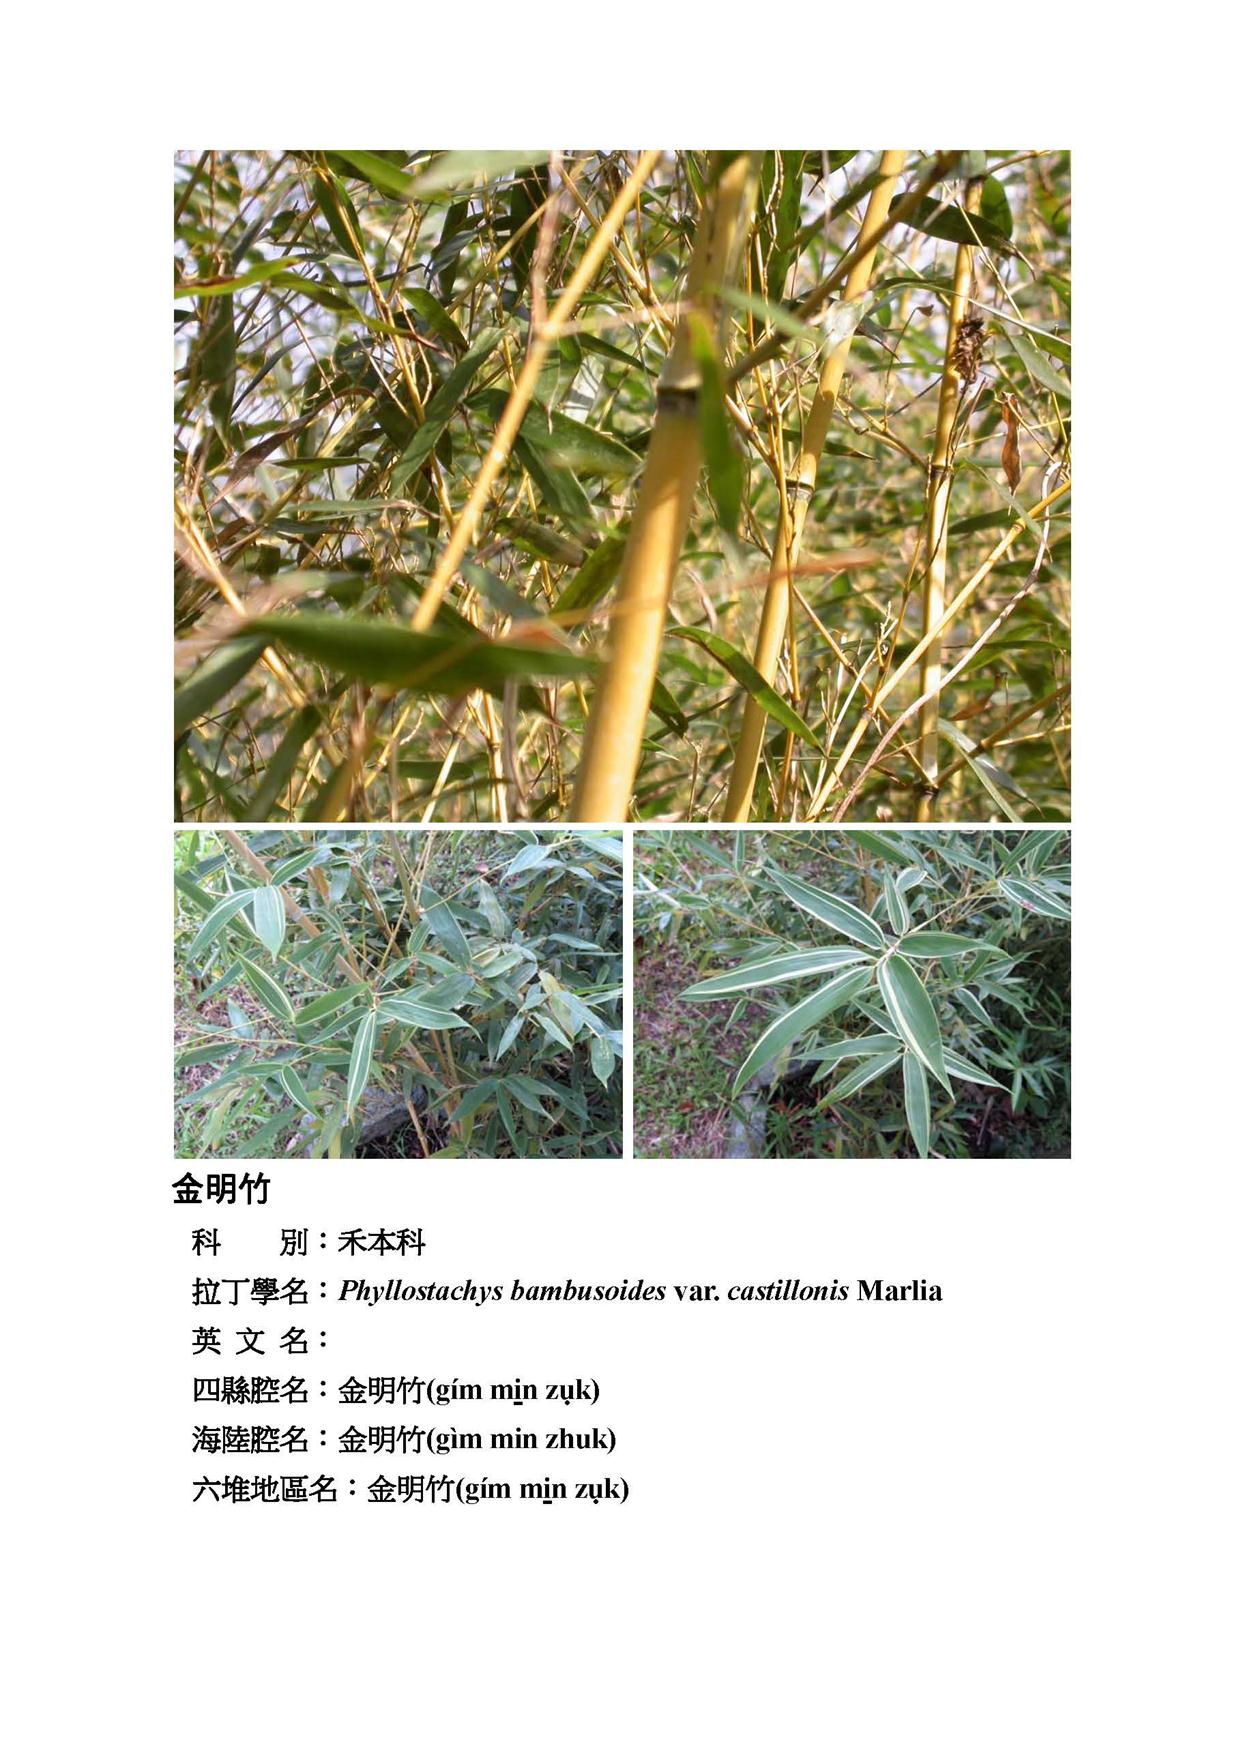 金明竹
科　　別：禾本科
拉丁學名：Phyllostachys bambusoides var. castillonis Marlia
英 文 名：
四縣腔名：金明竹(gím mi̱n zụk)
海陸腔名：金明竹(gìm min zhuk)
六堆地區名：金明竹(gím mi̱n zụk)